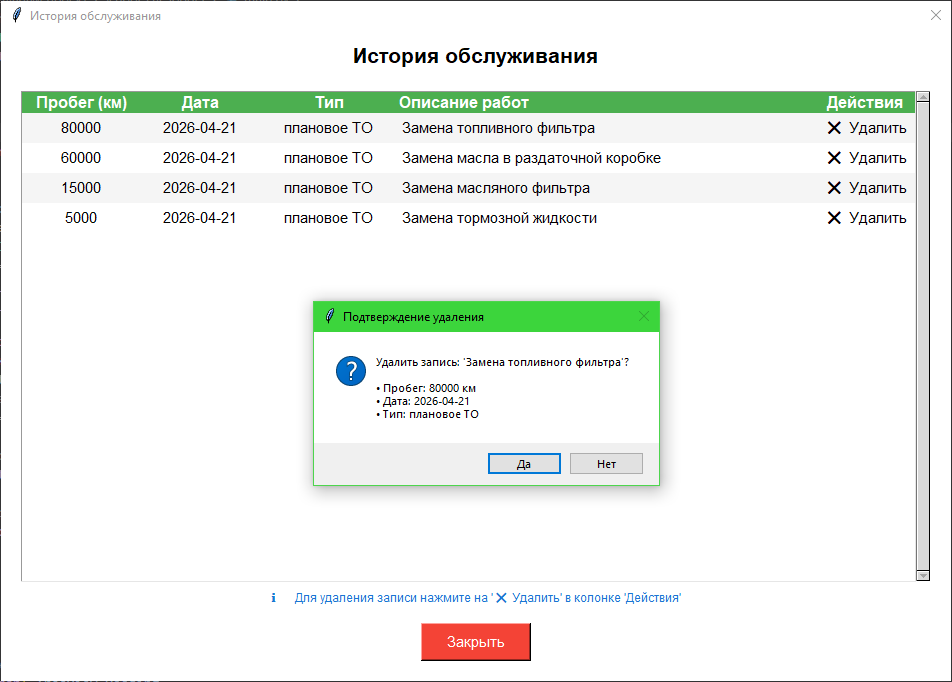 История обслуживания
История обслуживания
Пробег (км) Дата Тип Описание работ Действия
80000 2026-04-21 плановое ТО Замена топливного фильтра ✕ Удалить
60000 2026-04-21 плановое ТО Замена масла в раздаточной коробке ✕ Удалить
15000 2026-04-21 плановое ТО Замена масляного фильтра ✕ Удалить
5000 2026-04-21 плановое ТО Замена тормозной жидкости ✕ Удалить
Подтверждение удаления
Удалить запись: 'Замена топливного фильтра'?
• Пробег: 80000 км
• Дата: 2026-04-21
• Тип: плановое ТО
Да Нет
ℹ Для удаления записи нажмите на '✕ Удалить' в колонке 'Действия'
Закрыть